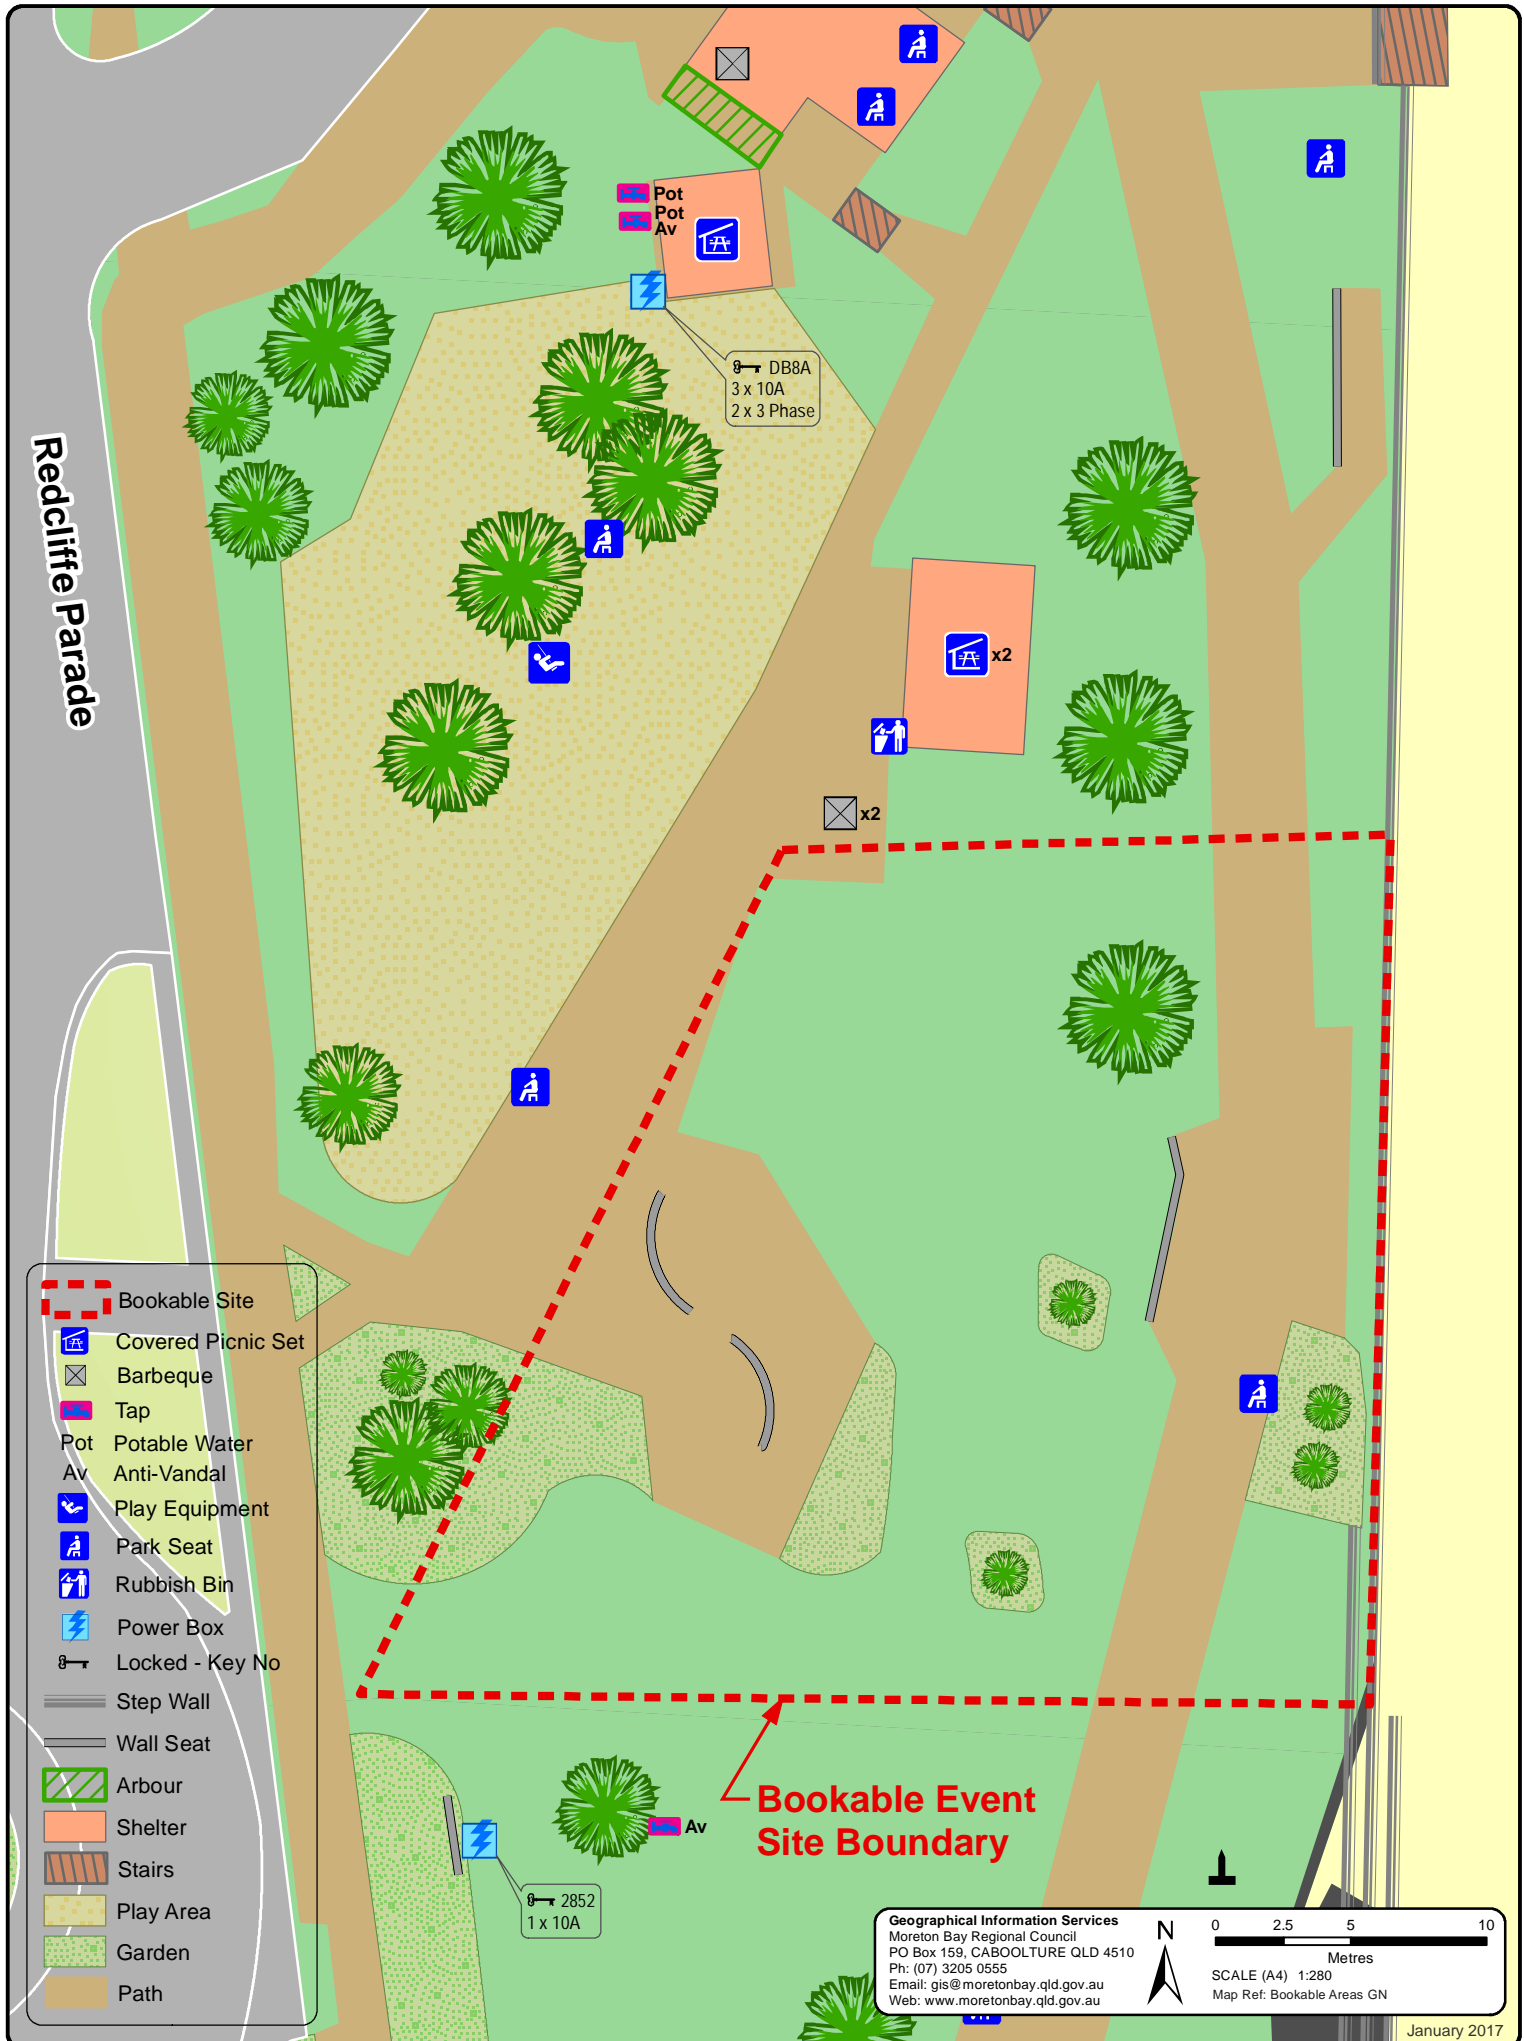 Pot
Pot
Av
DB8A
3 x 10A
2 x 3 Phase
Redcliffe Parade
x2
x2
Bookable Site
Covered Picnic Set
Barbeque
Tap
Pot Potable Water
Av Anti-Vandal
Play Equipment
Park Seat
Rubbish Bin
Power Box
Locked - Key No
Step Wall
Wall Seat
Arbour
Shelter
Stairs
Play Area
Garden
Path
Bookable Event
Site Boundary
Av
2852
1 x 10A
Geographical Information Services
Moreton Bay Regional Council
PO Box 159, CABOOLTURE QLD 4510
Ph: (07) 3205 0555
Email: gis@moretonbay.qld.gov.au
Web: www.moretonbay.qld.gov.au
N
0 2.5 5 10
Metres
SCALE (A4) 1:280
Map Ref: Bookable Areas GN
January 2017